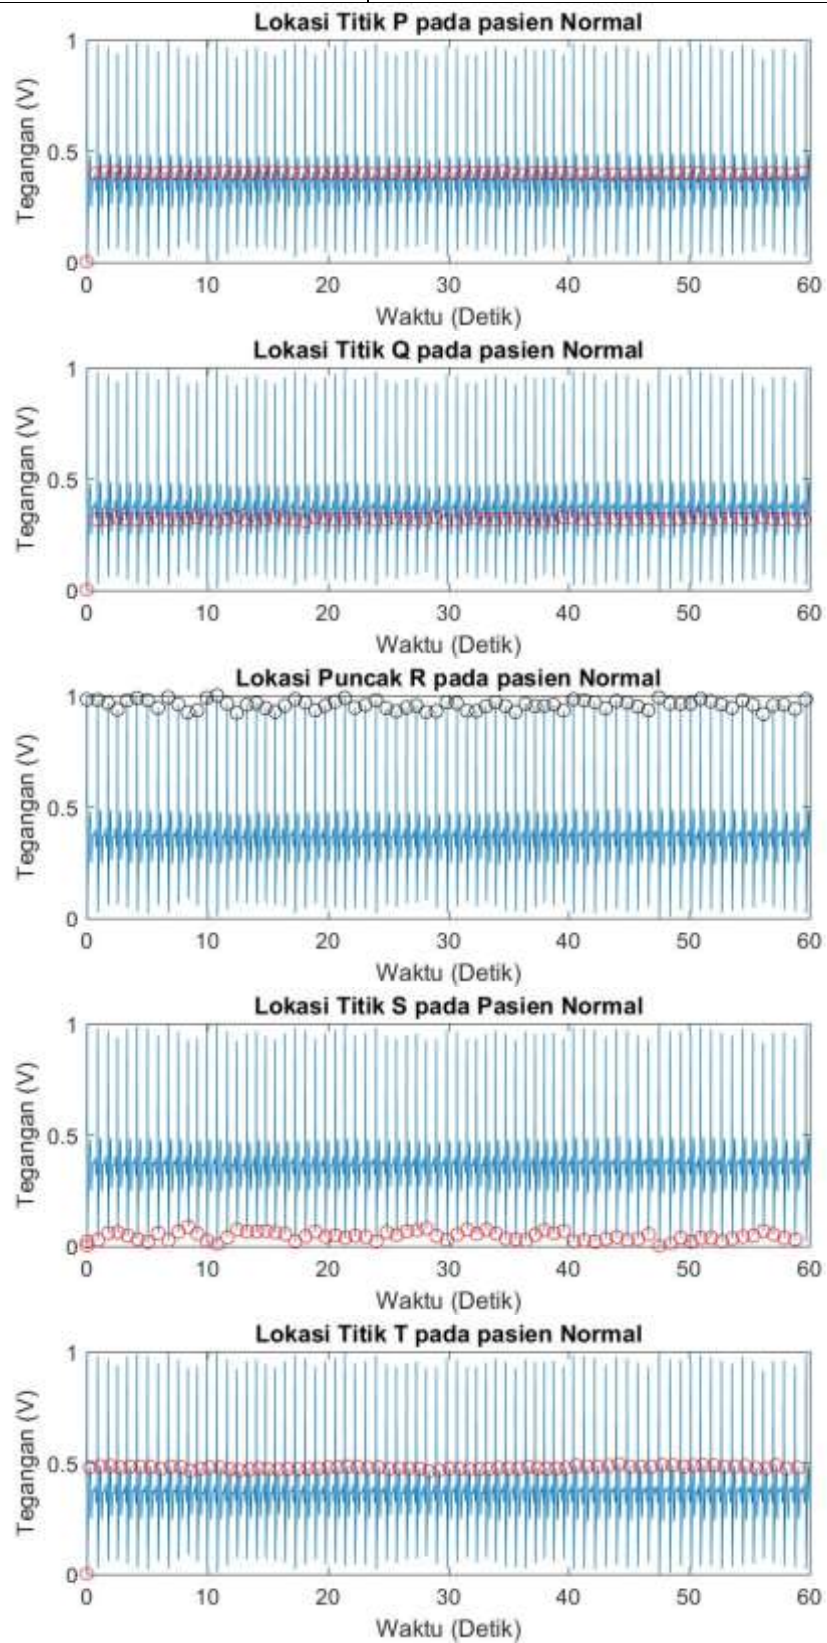 Lokasi Titik P pada pasien Normal
1
0.5
0
Tegangan (V)
0 10 20 30 40 50 60
Waktu (Detik)
Lokasi Titik Q pada pasien Normal
1
0.5
0
Tegangan (V)
0 10 20 30 40 50 60
Waktu (Detik)
Lokasi Puncak R pada pasien Normal
1
0.5
0
Tegangan (V)
0 10 20 30 40 50 60
Waktu (Detik)
Lokasi Titik S pada Pasien Normal
1
0.5
0
Tegangan (V)
0 10 20 30 40 50 60
Waktu (Detik)
Lokasi Titik T pada pasien Normal
1
0.5
0
Tegangan (V)
0 10 20 30 40 50 60
Waktu (Detik)